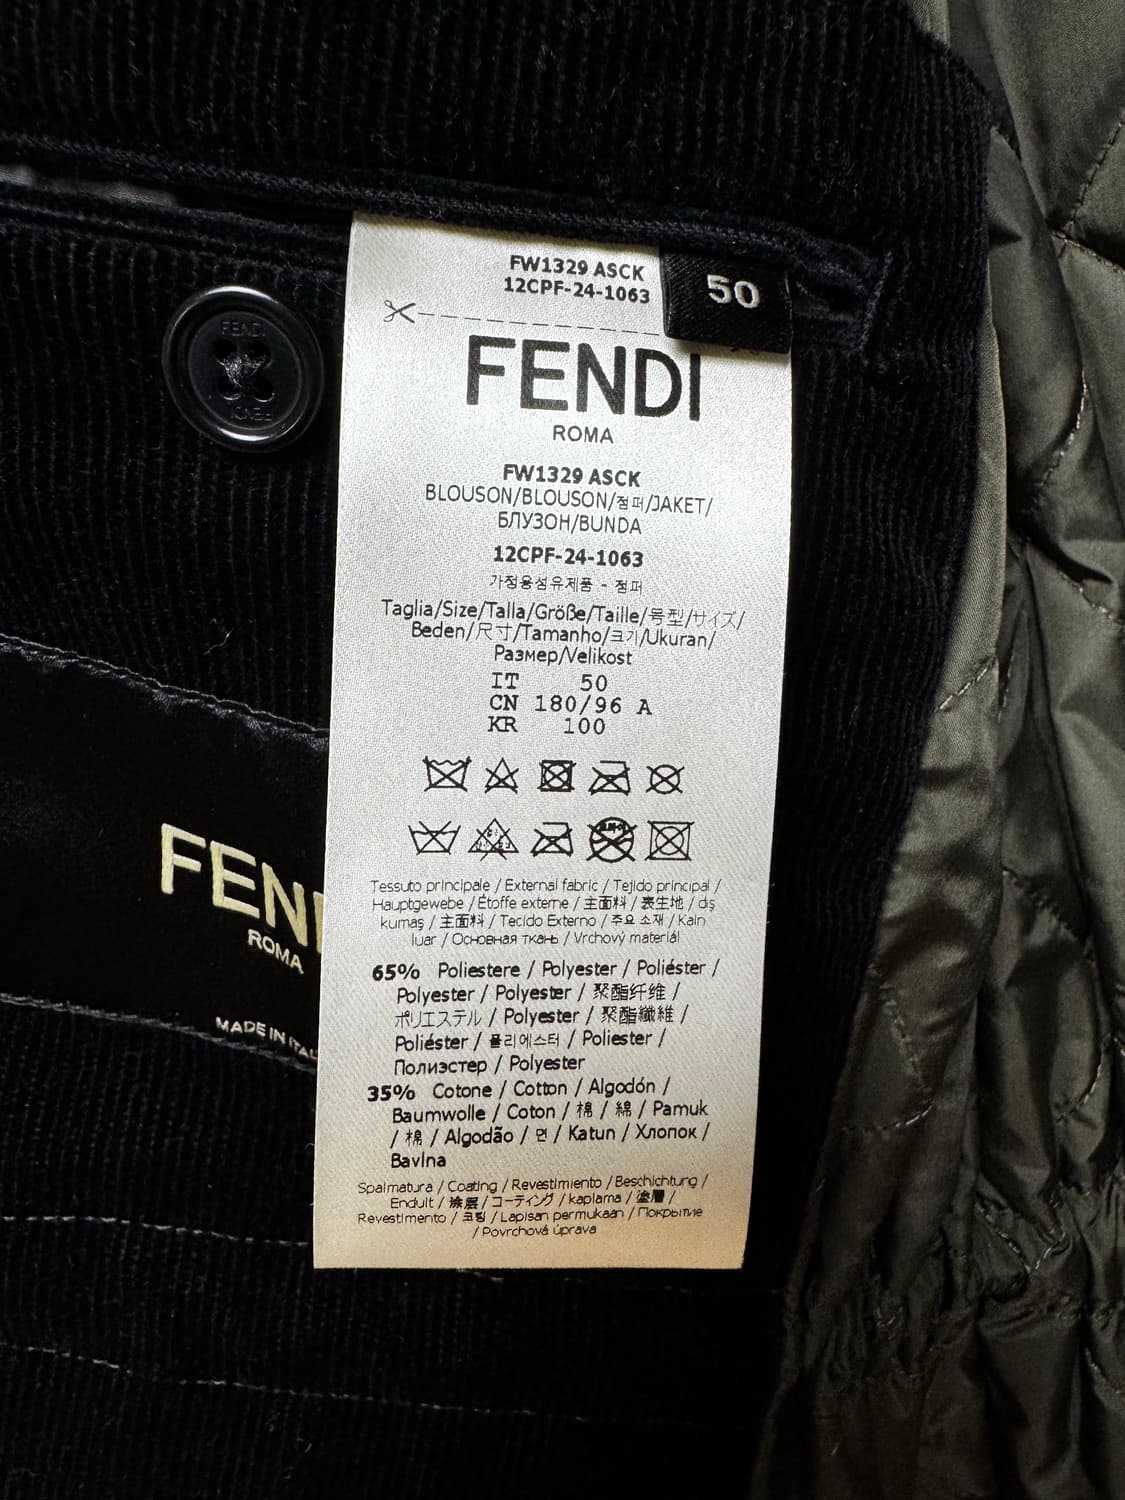 FW1329 ASCK
12CPF-24-1063
50
FENDI
ROMA
FW1329 ASCK
BLOUSON/BLOUSON/점퍼/JAKET/
БЛУЗОН/BUNDA
12CPF-24-1063
가정용섬유제품 - 점퍼
Taglia/Size/Talla/Größe/Taille/号型/サイズ/
Beden/尺寸/Tamanho/크기/Ukuran/
Размер/Velikost
IT 50
CN 180/96 A
KR 100
Tessuto principale / External fabric / Tejido principal /
Hauptgewebe / Étoffe externe / 主面料 / 表生地 / dış
kumaş / 主面料 / Tecido Externo / 주요 소재 / Kain
luar / Основная ткань / Vrchový materiál
65% Poliestere / Polyester / Poliéster /
Polyester / Polyester / 聚酯纤维 /
ポリエステル / Polyester / 聚酯纖維 /
Poliéster / 폴리에스터 / Poliester /
Полиэстер / Polyester
35% Cotone / Cotton / Algodón /
Baumwolle / Coton / 棉 / 綿 / Pamuk
/ 棉 / Algodão / 면 / Katun / Хлопок /
Bavlna
Spalmatura / Coating / Revestimiento / Beschichtung /
Enduit / 涂层 / コーティング / kaplama / 塗層 /
Revestimento / 코팅 / Lapisan permukaan / Покрытие
/ Povrchová úprava
FENDI
FENDI
FEN
ROMA
MADE IN ITAL